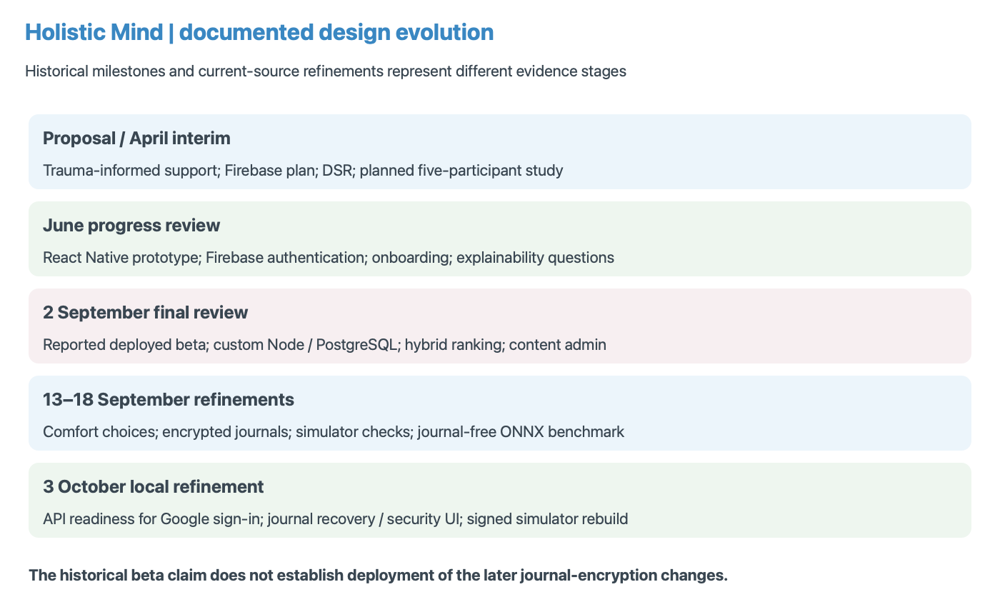 Holistic Mind | documented design evolution
Historical milestones and current-source refinements represent different evidence stages
Proposal / April interim
Trauma-informed support; Firebase plan; DSR; planned five-participant study
June progress review
React Native prototype; Firebase authentication; onboarding; explainability questions
2 September final review
Reported deployed beta; custom Node / PostgreSQL; hybrid ranking; content admin
13–18 September refinements
Comfort choices; encrypted journals; simulator checks; journal-free ONNX benchmark
3 October local refinement
API readiness for Google sign-in; journal recovery / security UI; signed simulator rebuild
The historical beta claim does not establish deployment of the later journal-encryption changes.